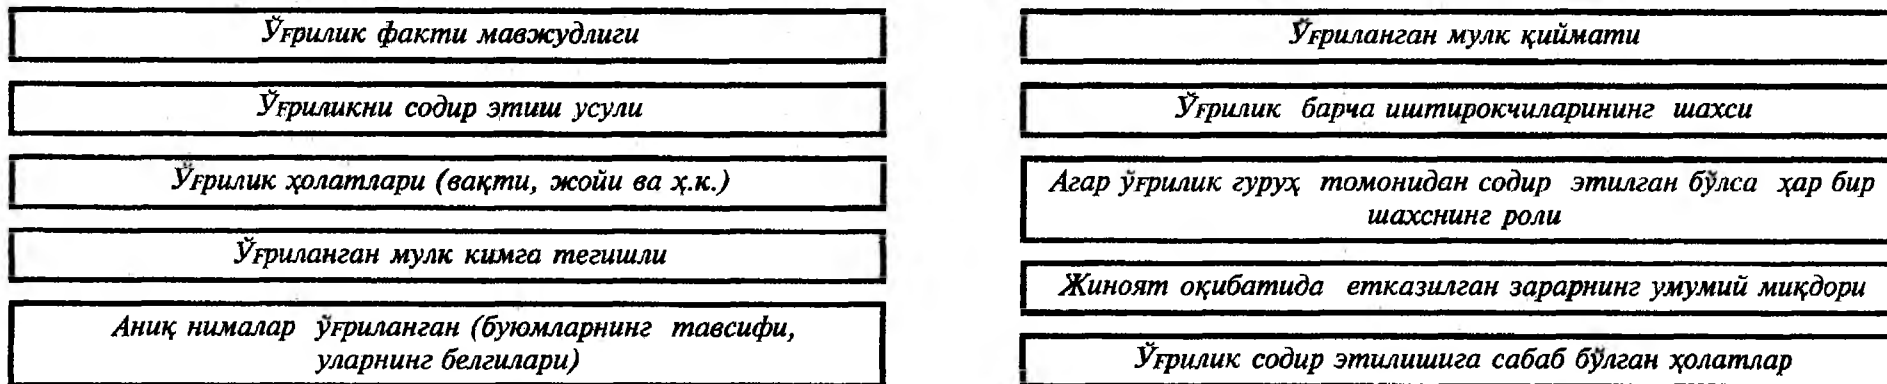 Ўғрилик факти мавжудлиги
Ўғриликни содир этиш усули
Ўғрилик ҳолатлари (вақти, жойи ва ҳ.к.)
Ўғриланган мулк кимга тегишли
Аниқ нималар ўғриланган (буюмларнинг тавсифи,
уларнинг белгилари)
Ўғриланган мулк қиймати
Ўғрилик барча иштирокчиларининг шахси
Агар ўғрилик гуруҳ томонидан содир этилган бўлса ҳар бир
шахснинг роли
Жиноят оқибатида етказилган зарарнинг умумий миқдори
Ўғрилик содир этилишига сабаб бўлган ҳолатлар